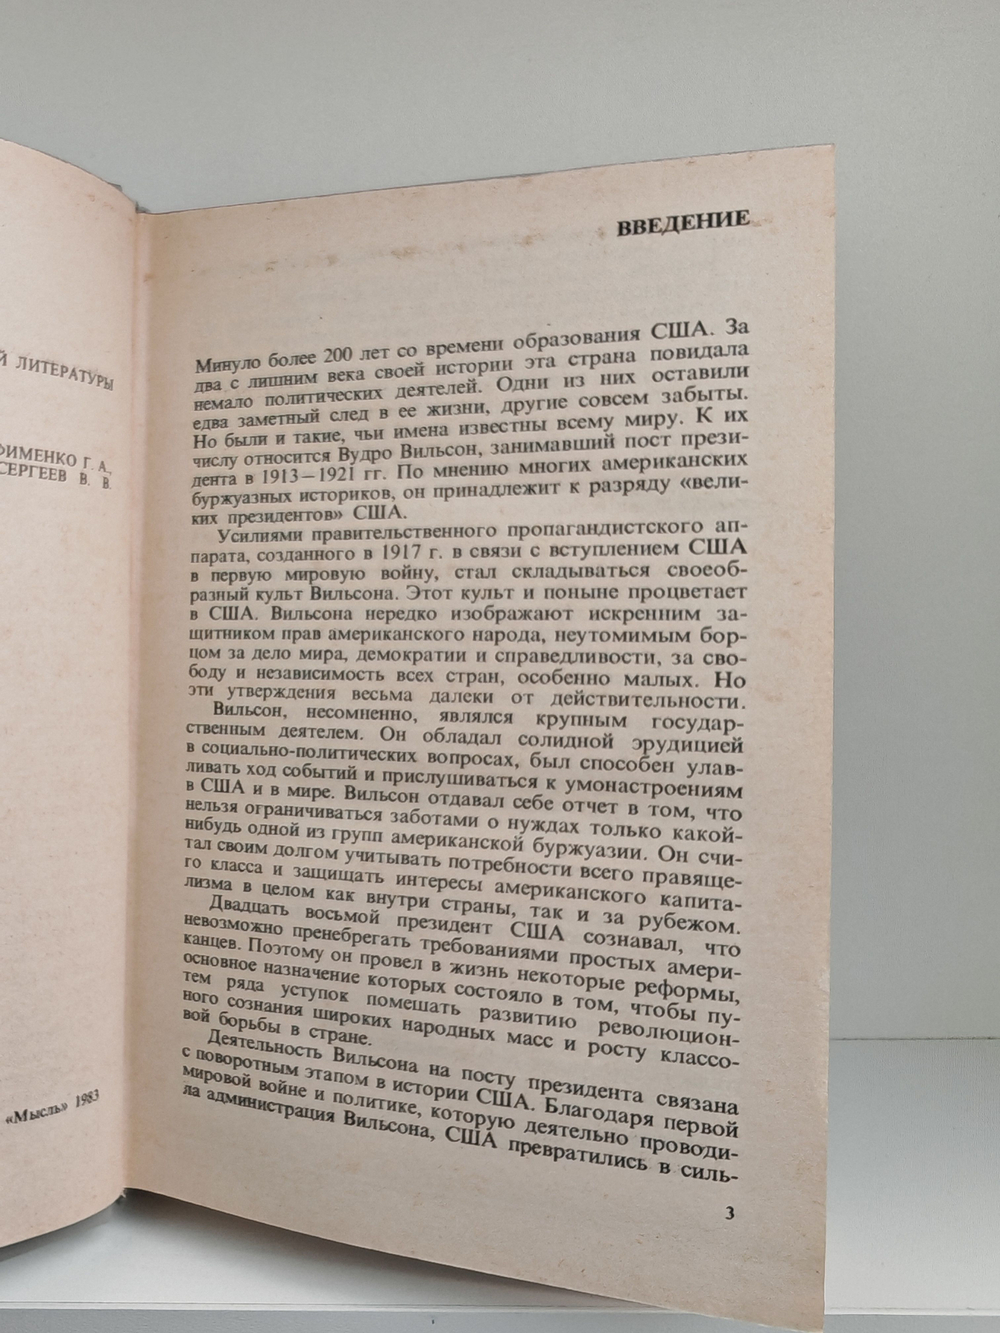 Й ЛИТЕРАТУРЫ
ФИМЕНКО Г. А.,
СЕРГЕЕВ В. В.
«Мысль» 1983
ВВЕДЕНИЕ
Минуло более 200 лет со времени образования США. За
два с лишним века своей истории эта страна повидала
немало политических деятелей. Одни из них оставили
едва заметный след в ее жизни, другие совсем забыты.
Но были и такие, чьи имена известны всему миру. К их
числу относится Вудро Вильсон, занимавший пост прези-
дента в 1913—1921 гг. По мнению многих американских
буржуазных историков, он принадлежит к разряду «вели-
ких президентов» США.
Усилиями правительственного пропагандистского ап-
парата, созданного в 1917 г. в связи с вступлением США
в первую мировую войну, стал складываться своеоб-
разный культ Вильсона. Этот культ и поныне процветает
в США. Вильсона нередко изображают искренним за-
щитником прав американского народа, неутомимым бор-
цом за дело мира, демократии и справедливости, за сво-
боду и независимость всех стран, особенно малых. Но
эти утверждения весьма далеки от действительности.
Вильсон, несомненно, являлся крупным государ-
ственным деятелем. Он обладал солидной эрудицией
в социально-политических вопросах, был способен улав-
ливать ход событий и прислушиваться к умонастроениям
в США и в мире. Вильсон отдавал себе отчет в том, что
нельзя ограничиваться заботами о нуждах только какой-
нибудь одной из групп американской буржуазии. Он счи-
тал своим долгом учитывать потребности всего правяще-
го класса и защищать интересы американского капита-
лизма в целом как внутри страны, так и за рубежом.
Двадцать восьмой президент США сознавал, что
невозможно пренебрегать требованиями простых амери-
канцев. Поэтому он провел в жизнь некоторые реформы,
основное назначение которых состояло в том, чтобы пу-
тем ряда уступок помешать развитию революцион-
ного сознания широких народных масс и росту классо-
вой борьбы в стране.
Деятельность Вильсона на посту президента связана
с поворотным этапом в истории США. Благодаря первой
мировой войне и политике, которую деятельно проводи-
ла администрация Вильсона, США превратились в силь-
3